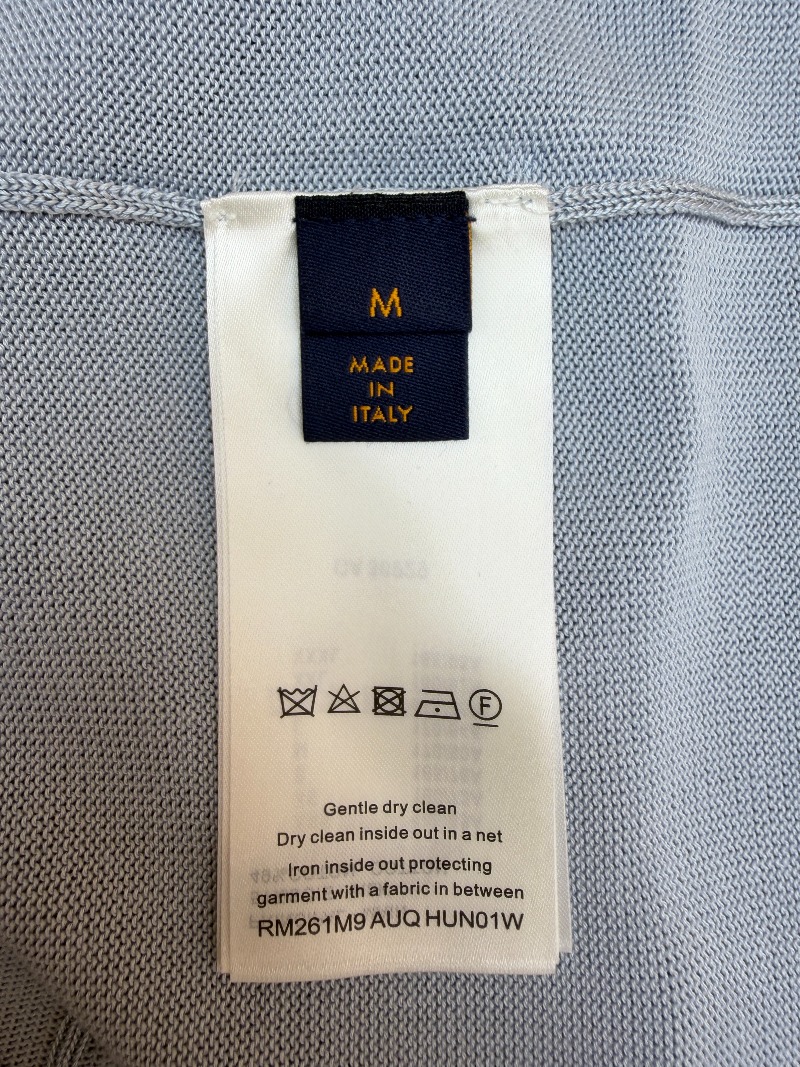 M
MADE
IN
ITALY
F
Gentle dry clean
Dry clean inside out in a net
Iron inside out protecting
garment with a fabric in between
RM261M9 AUQ HUN01W